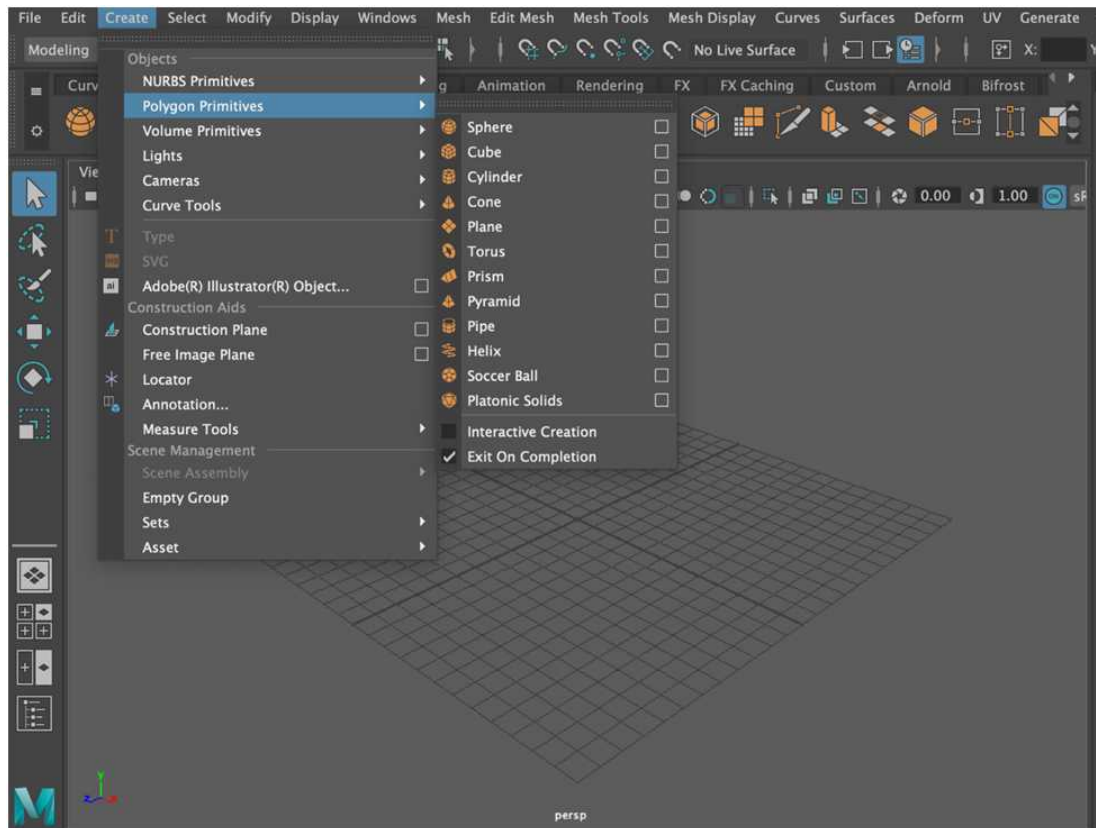 File Edit Create Select Modify Display Windows Mesh Edit Mesh Mesh Tools Mesh Display Curves Surfaces Deform UV Generate
Modeling No Live Surface X:
Objects
Animation Rendering FX FX Caching Custom Arnold Bifrost
NURBS Primitives
Polygon Primitives
Volume Primitives
Lights
Cameras
Curve Tools
0.00 1.00
Type
SVG
Adobe(R) Illustrator(R) Object...
Construction Aids
Construction Plane
Free Image Plane
Locator
Annotation...
Measure Tools
Scene Management
Scene Assembly
Empty Group
Sets
Asset
Sphere
Cube
Cylinder
Cone
Plane
Torus
Prism
Pyramid
Pipe
Helix
Soccer Ball
Platonic Solids
Interactive Creation
Exit On Completion
y
z x
persp
M